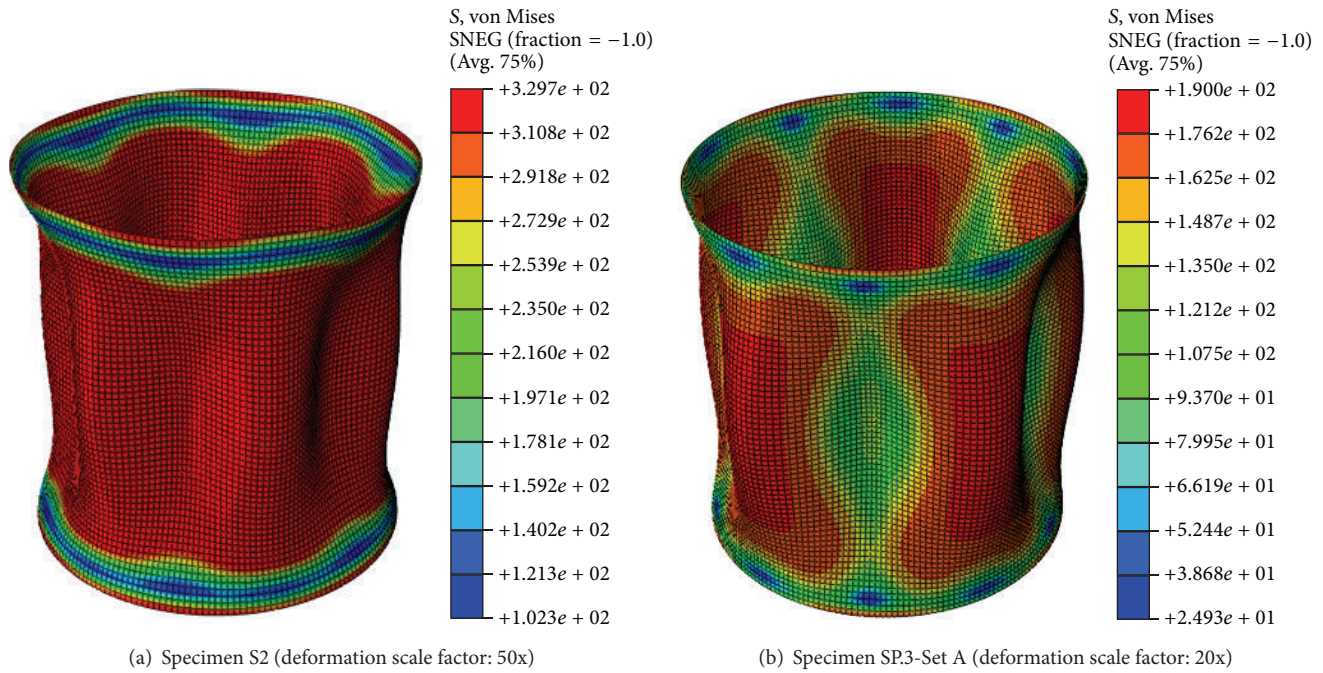 S, von Mises
SNEG (fraction = −1.0)
(Avg. 75%)
+3.297e + 02
+3.108e + 02
+2.918e + 02
+2.729e + 02
+2.539e + 02
+2.350e + 02
+2.160e + 02
+1.971e + 02
+1.781e + 02
+1.592e + 02
+1.402e + 02
+1.213e + 02
+1.023e + 02
(a) Specimen S2 (deformation scale factor: 50x)
S, von Mises
SNEG (fraction = −1.0)
(Avg. 75%)
+1.900e + 02
+1.762e + 02
+1.625e + 02
+1.487e + 02
+1.350e + 02
+1.212e + 02
+1.075e + 02
+9.370e + 01
+7.995e + 01
+6.619e + 01
+5.244e + 01
+3.868e + 01
+2.493e + 01
(b) Specimen SP.3-Set A (deformation scale factor: 20x)